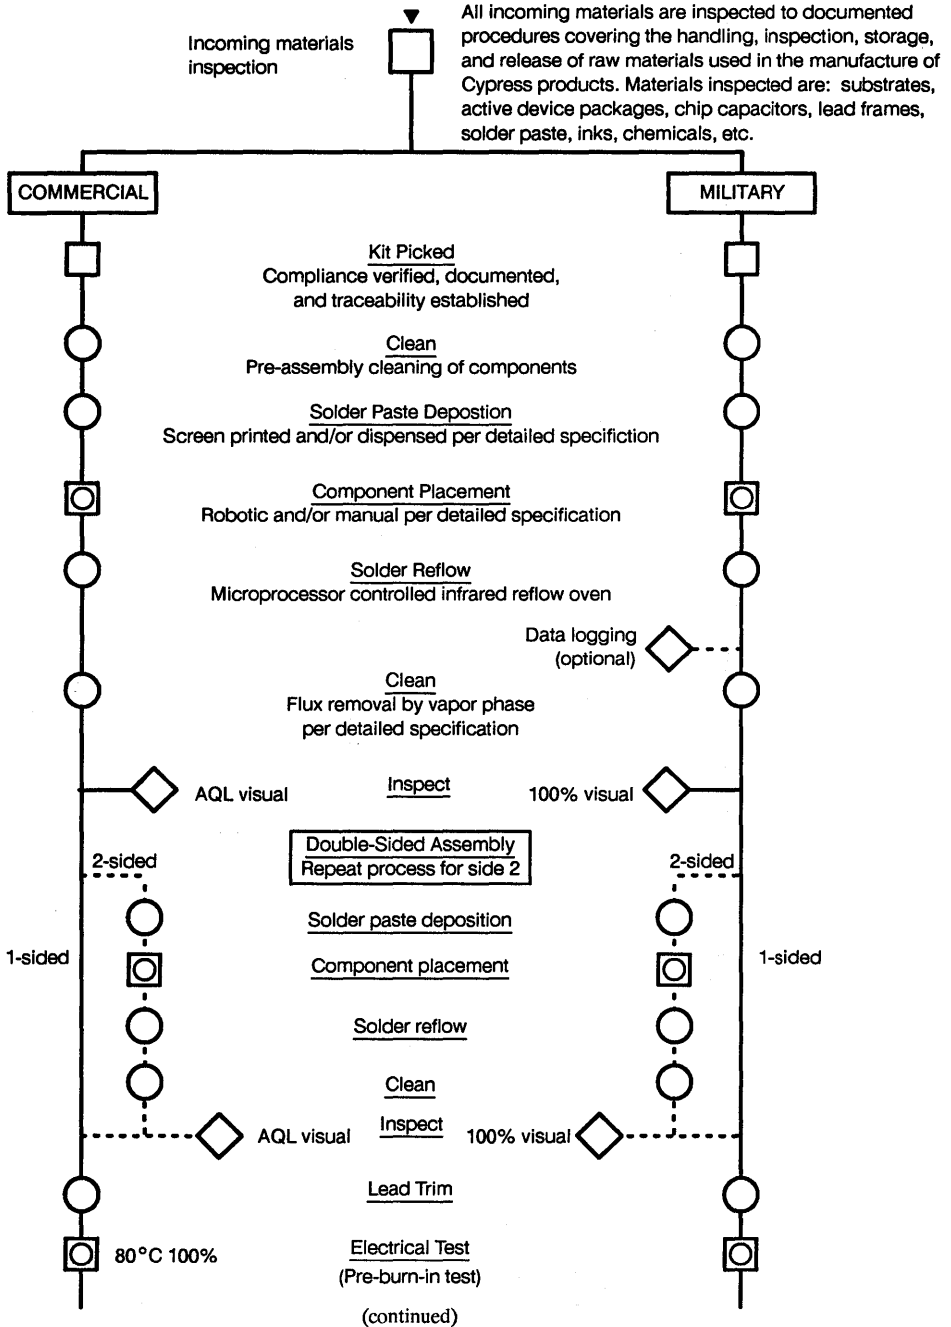 Incoming materials
inspection
All incoming materials are inspected to documented
procedures covering the handling, inspection, storage,
and release of raw materials used in the manufacture of
Cypress products. Materials inspected are: substrates,
active device packages, chip capacitors, lead frames,
solder paste, inks, chemicals, etc.
COMMERCIAL
MILITARY
Kit Picked
Compliance verified, documented,
and traceability established
Clean
Pre-assembly cleaning of components
Solder Paste Depostion
Screen printed and/or dispensed per detailed specifiction
Component Placement
Robotic and/or manual per detailed specification
Solder Reflow
Microprocessor controlled infrared reflow oven
Data logging
(optional)
Clean
Flux removal by vapor phase
per detailed specification
AQL visual
Inspect
100% visual
Double-Sided Assembly
Repeat process for side 2
2-sided
2-sided
Solder paste deposition
1-sided
Component placement
1-sided
Solder reflow
Clean
AQL visual
Inspect
100% visual
Lead Trim
80°C 100%
Electrical Test
(Pre-burn-in test)
(continued)